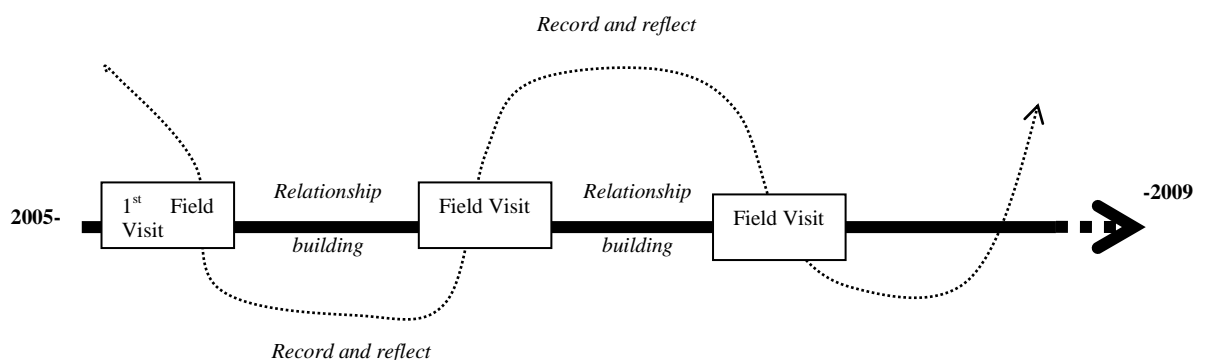 Record and reflect
2005-
1st Field
Visit
Relationship
building
Field Visit
Relationship
building
Field Visit
-2009
Record and reflect